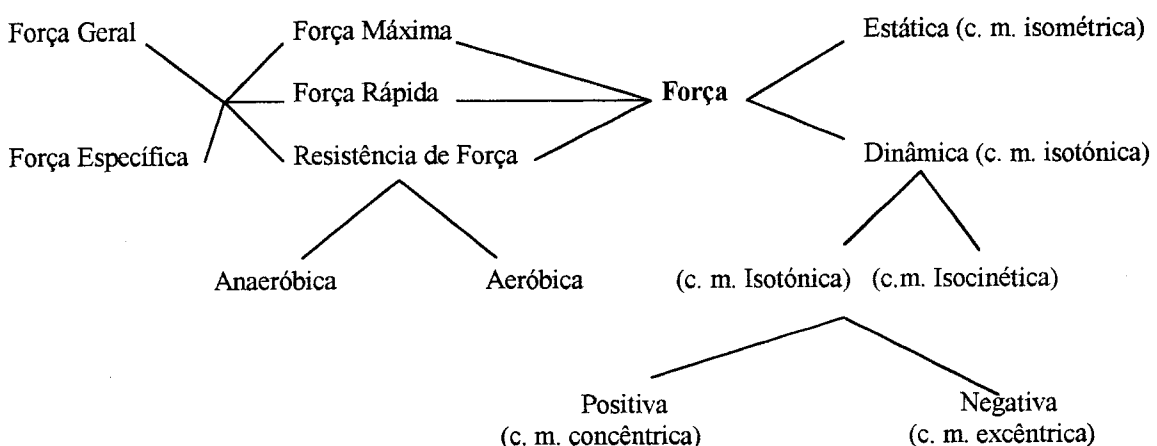 Força Geral
Força Máxima
Estática (c. m. isométrica)
Força Rápida
Força
Força Específica
Resistência de Força
Dinâmica (c. m. isotónica)
Anaeróbica
Aeróbica
(c. m. Isotónica)
(c.m. Isocinética)
Positiva
(c. m. concêntrica)
Negativa
(c. m. excêntrica)